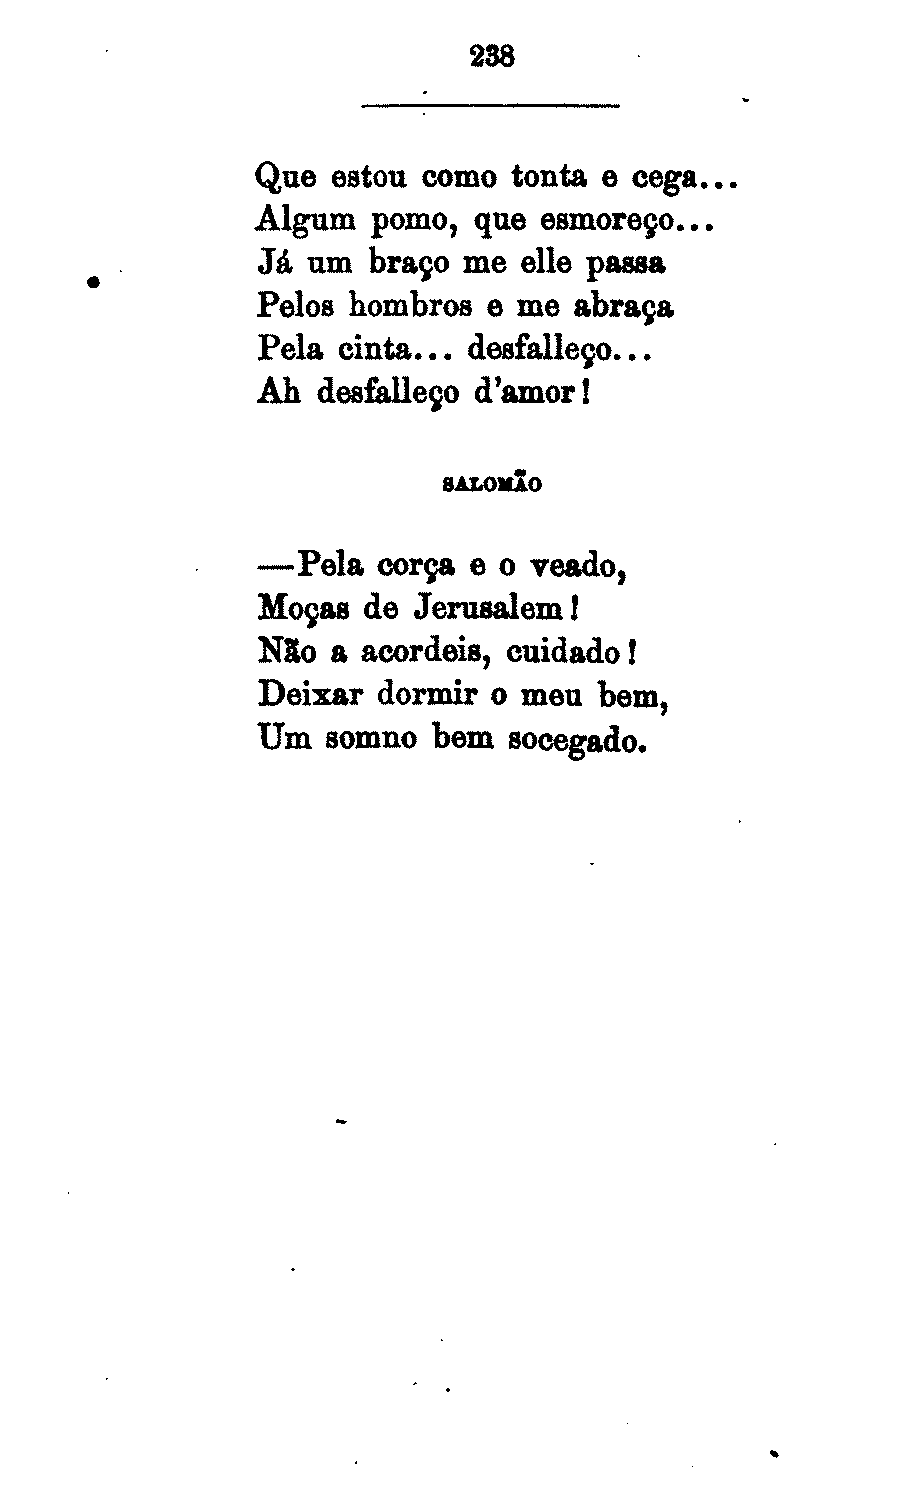 238
Que estou como tonta e cega...
Algum pomo, que esmoreço...
Já um braço me elle passa
Pelos hombros e me abraça
Pela cinta... desfalleço...
Ah desfalleço d'amor!
SALOMÃO
—Pela corça e o veado,
Moças de Jerusalem!
Não a acordeis, cuidado!
Deixar dormir o meu bem,
Um somno bem socegado.